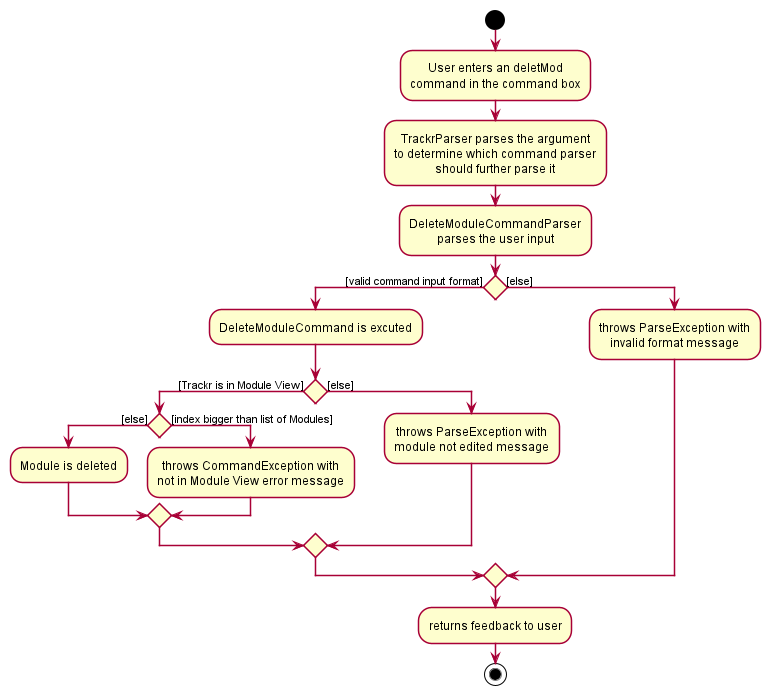 User enters an deletMod
command in the command box
TrackrParser parses the argument
to determine which command parser
should further parse it
DeleteModuleCommandParser
parses the user input
[valid command input format]
[else]
DeleteModuleCommand is excuted
throws ParseException with
invalid format message
[Trackr is in Module View]
[else]
[else]
[index bigger than list of Modules]
throws ParseException with
module not edited message
Module is deleted
throws CommandException with
not in Module View error message
returns feedback to user